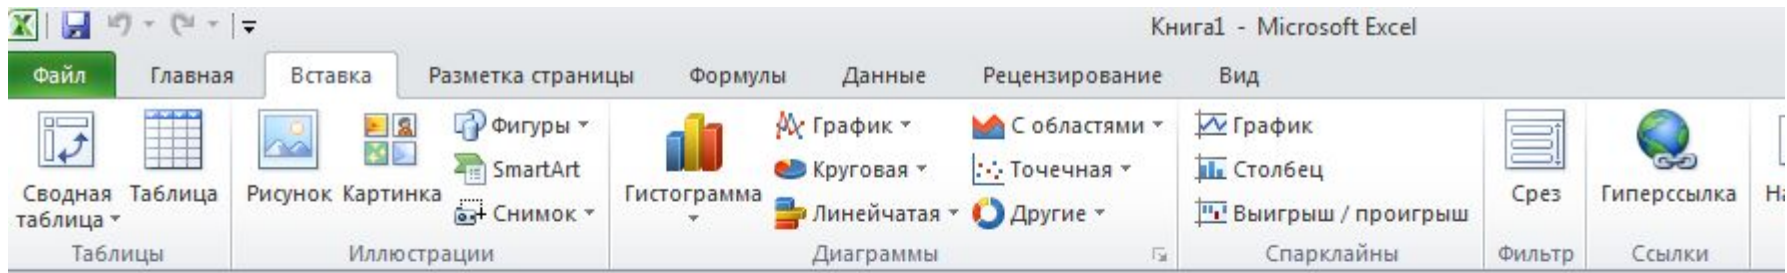 Книга1 - Microsoft Excel
Файл Главная Вставка Разметка страницы Формулы Данные Рецензирование Вид
Сводная таблица
Таблица
Таблицы
Рисунок
Картинка
Фигуры
SmartArt
Снимок
Иллюстрации
Гистограмма
График
Круговая
Линейчатая
С областями
Точечная
Другие
Диаграммы
График
Столбец
Выигрыш / проигрыш
Спарклайны
Срез
Фильтр
Гиперссылка
Ссылки